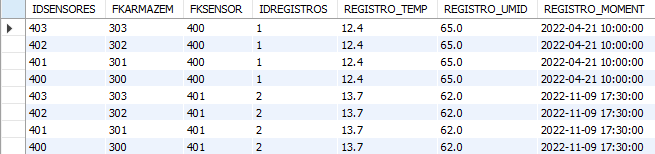 IDSENSORES FKARMAZEM FKSENSOR IDREGISTROS REGISTRO_TEMP REGISTRO_UMID REGISTRO_MOMENT
403 303 400 1 12.4 65.0 2022-04-21 10:00:00
402 302 400 1 12.4 65.0 2022-04-21 10:00:00
401 301 400 1 12.4 65.0 2022-04-21 10:00:00
400 300 400 1 12.4 65.0 2022-04-21 10:00:00
403 303 401 2 13.7 62.0 2022-11-09 17:30:00
402 302 401 2 13.7 62.0 2022-11-09 17:30:00
401 301 401 2 13.7 62.0 2022-11-09 17:30:00
400 300 401 2 13.7 62.0 2022-11-09 17:30:00